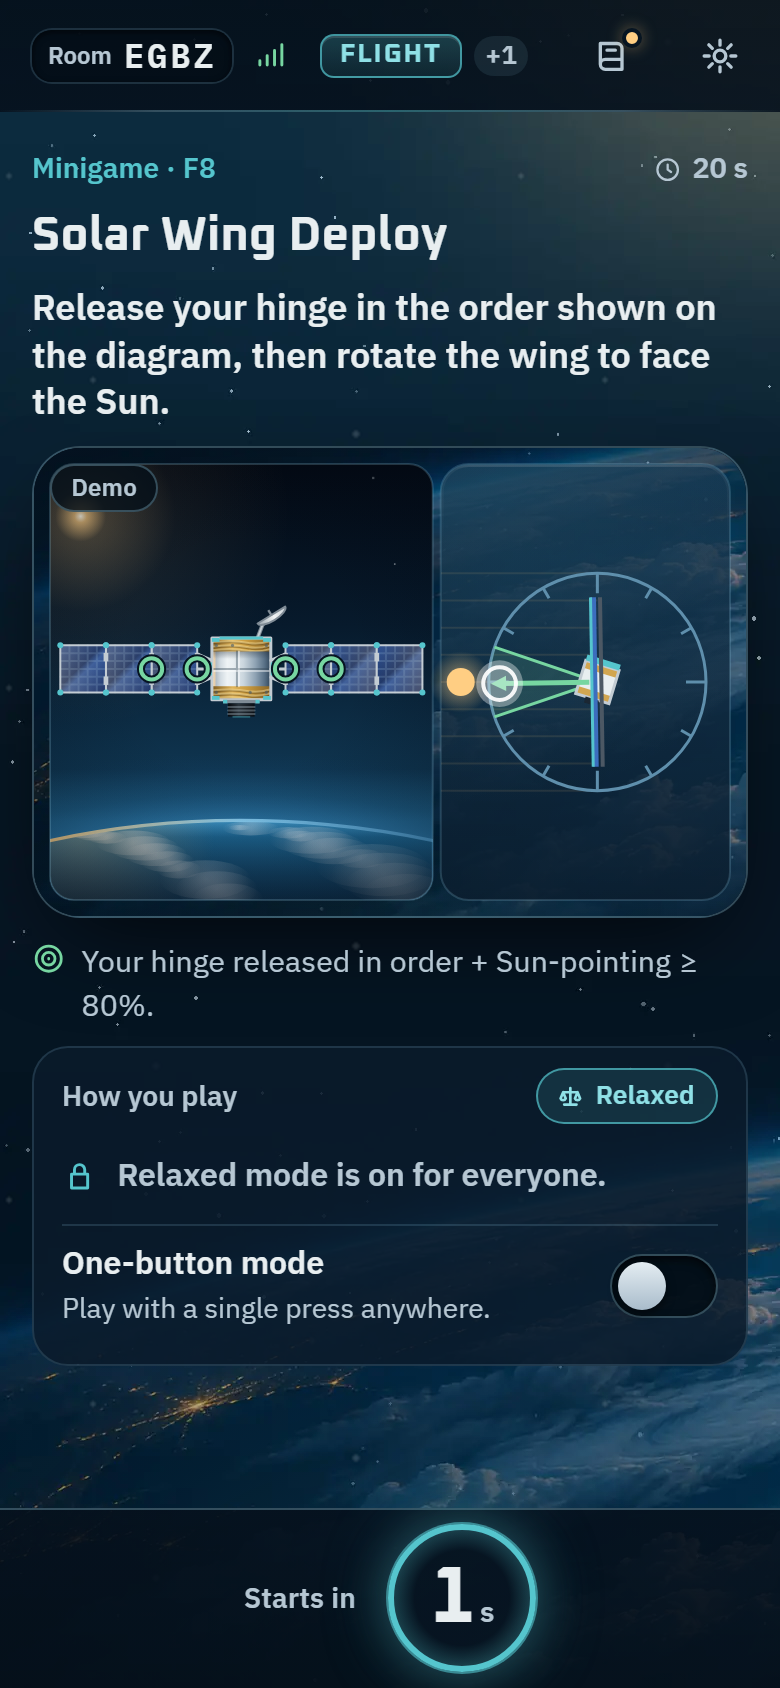 Room EGBZ FLIGHT +1
Minigame · F8
20 s
Solar Wing Deploy
Release your hinge in the order shown on
the diagram, then rotate the wing to face
the Sun.
Demo
Your hinge released in order + Sun-pointing ≥
80%.
How you play
Relaxed
Relaxed mode is on for everyone.
One-button mode
Play with a single press anywhere.
Starts in 1 s